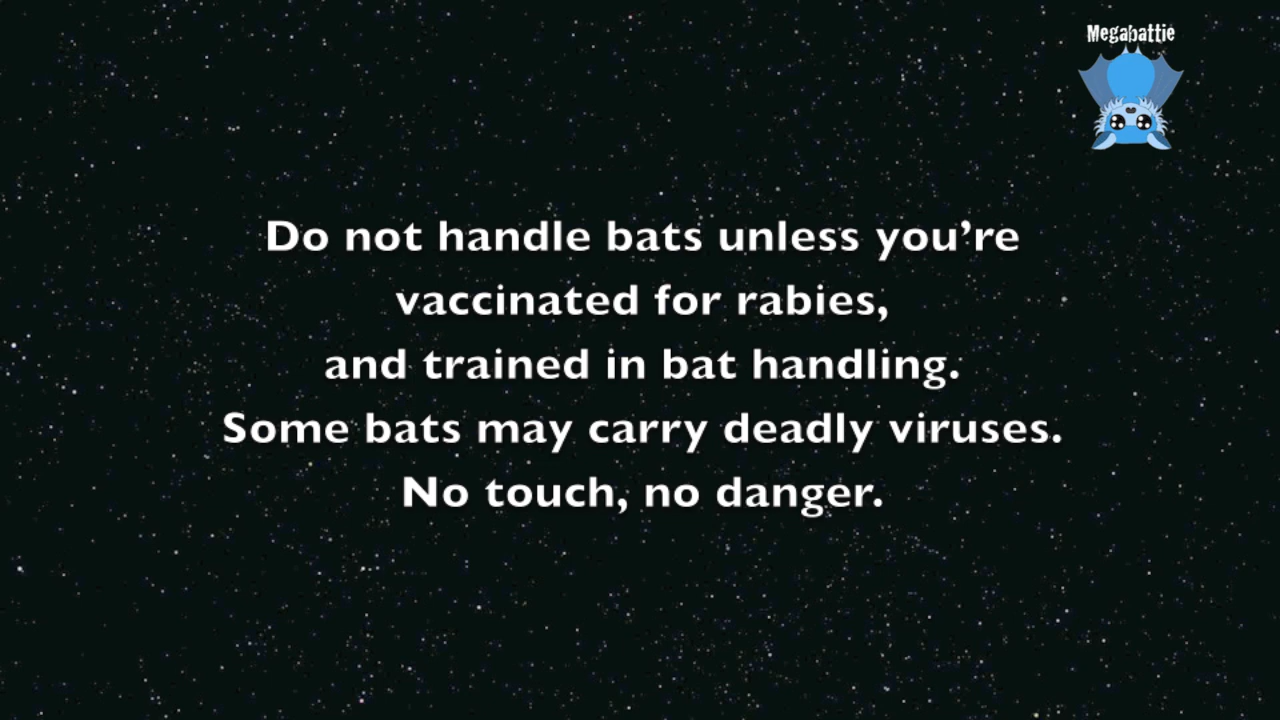 Megabattie
Do not handle bats unless you’re
vaccinated for rabies,
and trained in bat handling.
Some bats may carry deadly viruses.
No touch, no danger.